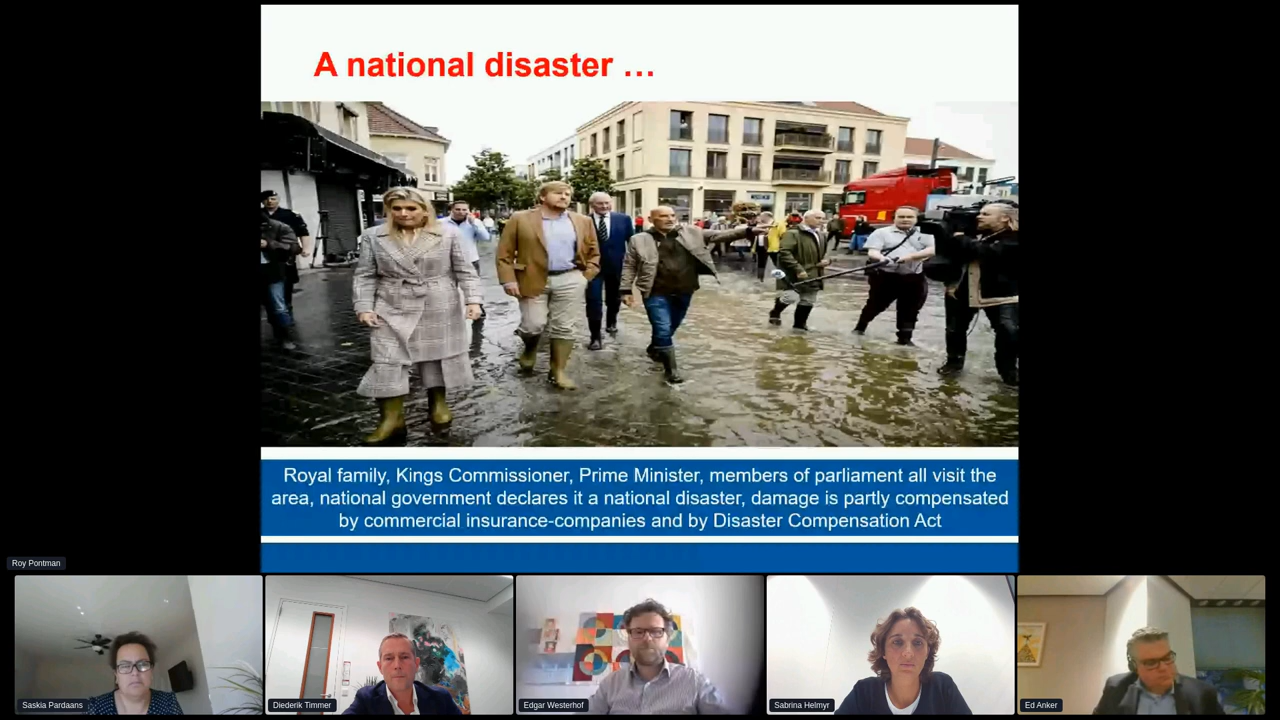 A national disaster …
Royal family, Kings Commissioner, Prime Minister, members of parliament all visit the
area, national government declares it a national disaster, damage is partly compensated
by commercial insurance-companies and by Disaster Compensation Act
Roy Pontman
Saskia Pardaans
Diederik Timmer
Edgar Westerhof
Sabrina Helmyr
Ed Anker